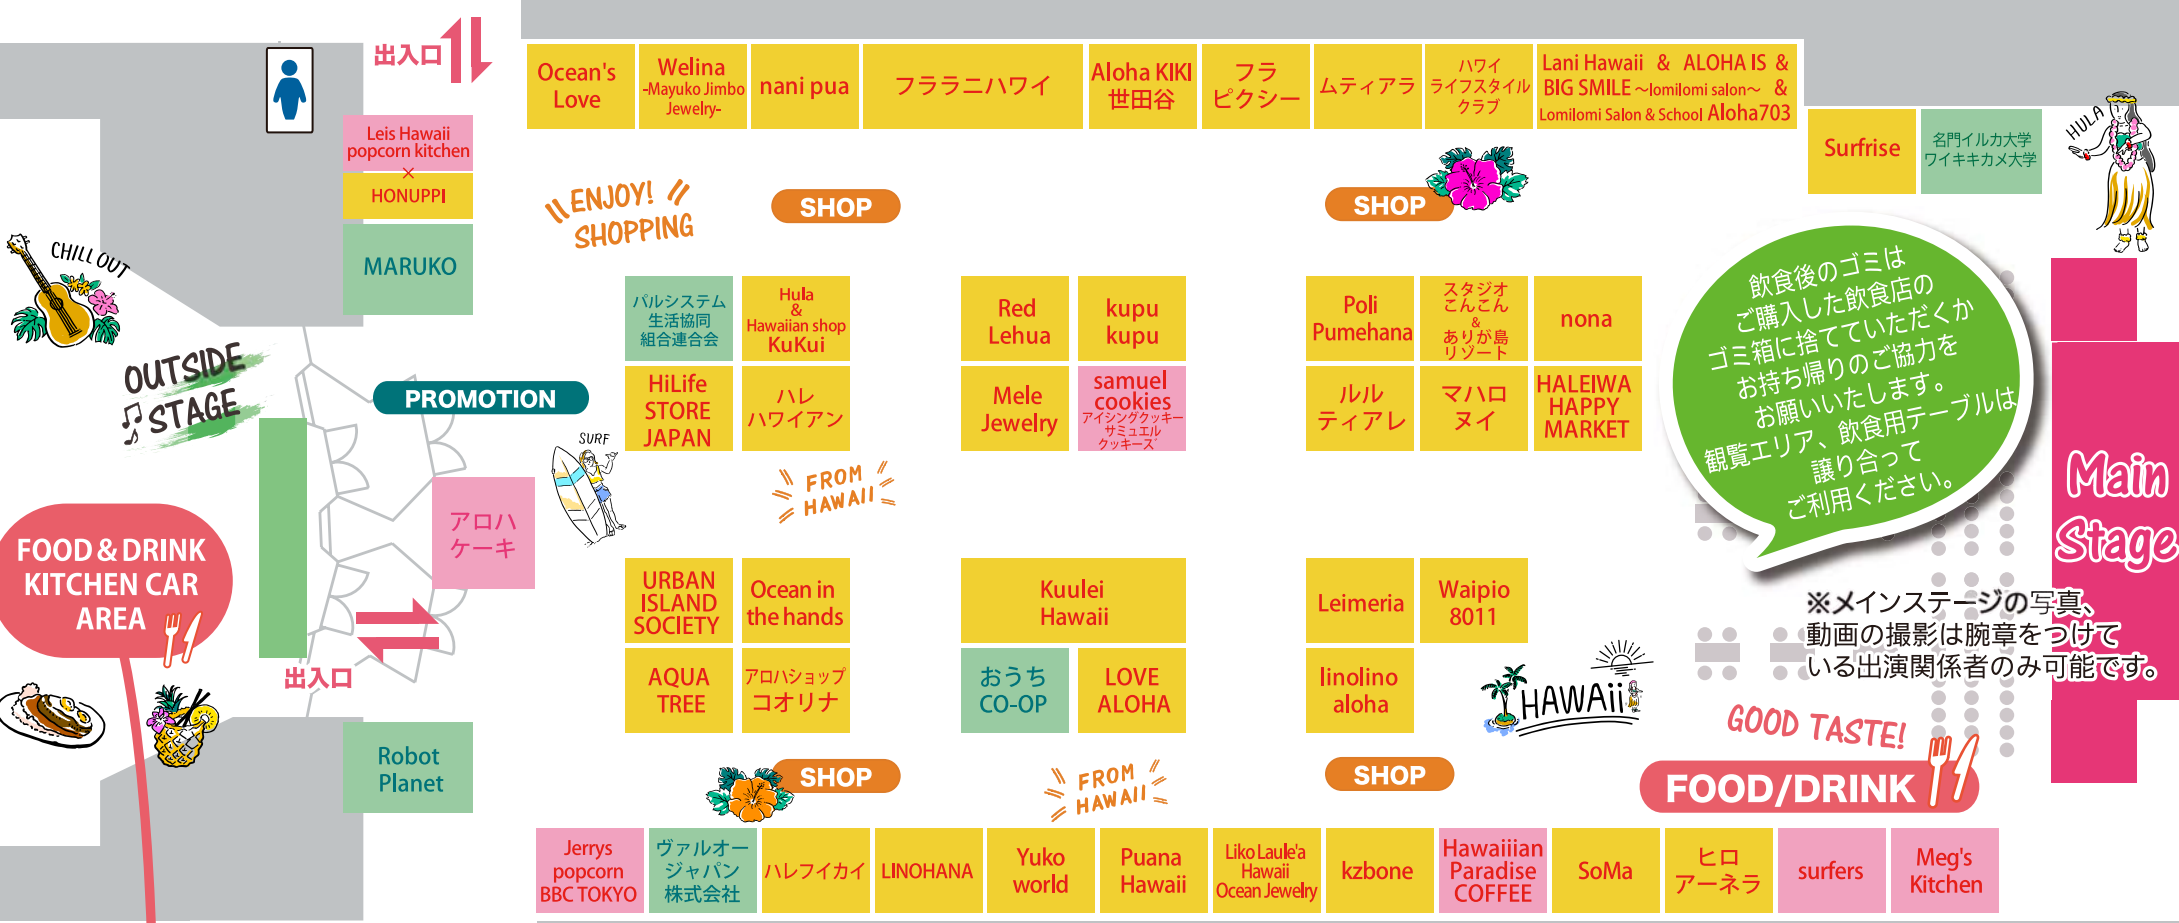 出入口
Ocean's
Love
Welina
-Mayuko Jimbo
Jewelry-
nani pua
フララニハワイ
Aloha KIKI
世田谷
フラ
ピクシー
ムティアラ
ハワイ
ライフスタイル
クラブ
Lani Hawaii & ALOHA IS &
BIG SMILE ～lomilomi salon～ &
Lomilomi Salon & School Aloha703
Surfrise
名門イルカ大学
ワイキキカメ大学
HULA
Leis Hawaii
popcorn kitchen
×
HONUPPI
MARUKO
CHILL OUT
ENJOY!
SHOPPING
SHOP
SHOP
飲食後のゴミは
ご購入した飲食店の
ゴミ箱に捨てていただくか
お持ち帰りのご協力を
お願いいたします。
観覧エリア、飲食用テーブルは
譲り合って
ご利用ください。
パルシステム
生活協同
組合連合会
Hula
&
Hawaiian shop
KuKui
Red
Lehua
kupu
kupu
Poli
Pumehana
スタジオ
こんこん
&
ありが島
リゾート
nona
OUTSIDE
STAGE
PROMOTION
HiLife
STORE
JAPAN
ハレ
ハワイアン
Mele
Jewelry
samuel
cookies
アイシングクッキー
サミュエル
クッキーズ
ルル
ティアレ
マハロ
ヌイ
HALEIWA
HAPPY
MARKET
SURF
FROM
HAWAII
Main
Stage
アロハ
ケーキ
FOOD & DRINK
KITCHEN CAR
AREA
出入口
URBAN
ISLAND
SOCIETY
Ocean in
the hands
Kuulei
Hawaii
Leimeria
Waipio
8011
※メインステージの写真、
動画の撮影は腕章をつけて
いる出演関係者のみ可能です。
AQUA
TREE
アロハショップ
コオリナ
おうち
CO-OP
LOVE
ALOHA
linolino
aloha
HAWAii
GOOD TASTE!
Robot
Planet
SHOP
FROM
HAWAII
SHOP
FOOD/DRINK
Jerrys
popcorn
BBC TOKYO
ヴァルオー
ジャパン
株式会社
ハレフイカイ
LINOHANA
Yuko
world
Puana
Hawaii
Liko Laule'a
Hawaii
Ocean Jewelry
kzbone
Hawaiiian
Paradise
COFFEE
SoMa
ヒロ
アーネラ
surfers
Meg's
Kitchen